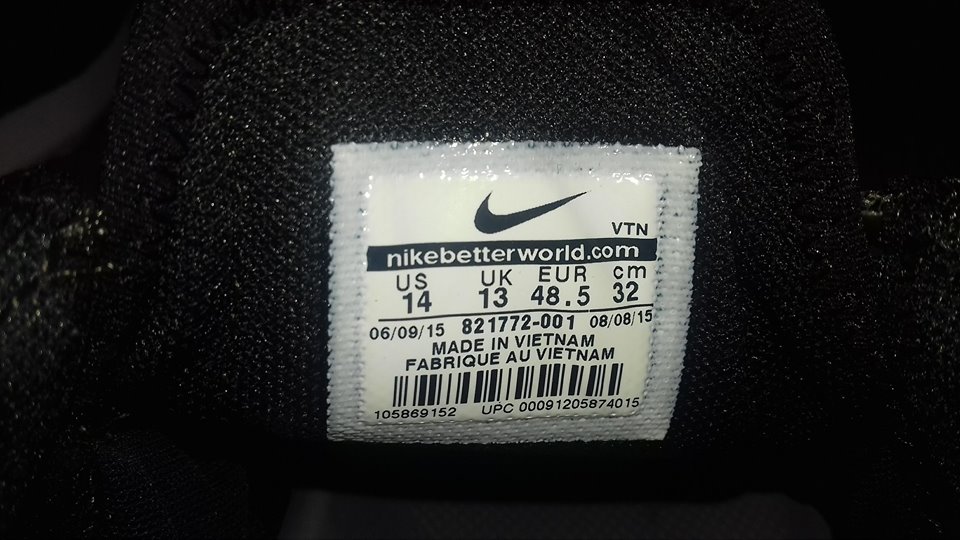 VTN
nikebetterworld.com
US UK EUR cm
14 13 48.5 32
06/09/15 821772-001 08/08/15
MADE IN VIETNAM
FABRIQUE AU VIETNAM
105869152 UPC 00091205874015